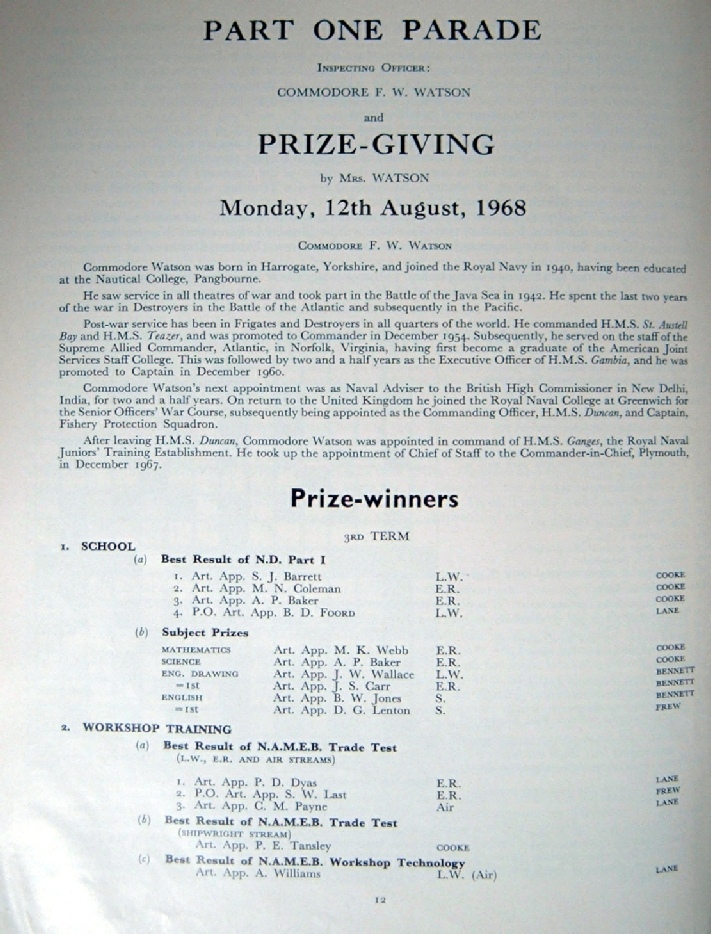 PART ONE PARADE
Inspecting Officer:
COMMODORE F. W. WATSON
and
PRIZE-GIVING
by Mrs. WATSON
Monday, 12th August, 1968
Commodore F. W. Watson
Commodore Watson was born in Harrogate, Yorkshire, and joined the Royal Navy in 1940, having been educated
at the Nautical College, Pangbourne.
He saw service in all theatres of war and took part in the Battle of the Java Sea in 1942. He spent the last two years
of the war in Destroyers in the Battle of the Atlantic and subsequently in the Pacific.
Post-war service has been in Frigates and Destroyers in all quarters of the world. He commanded H.M.S. St. Austell
Bay and H.M.S. Teazer, and was promoted to Commander in December 1954. Subsequently, he served on the staff of the
Supreme Allied Commander, Atlantic, in Norfolk, Virginia, having first become a graduate of the American Joint
Services Staff College. This was followed by two and a half years as the Executive Officer of H.M.S. Gambia, and he was
promoted to Captain in December 1960.
Commodore Watson's next appointment was as Naval Adviser to the British High Commissioner in New Delhi,
India, for two and a half years. On return to the United Kingdom he joined the Royal Naval College at Greenwich for
the Senior Officers' War Course, subsequently being appointed as the Commanding Officer, H.M.S. Duncan, and Captain,
Fishery Protection Squadron.
After leaving H.M.S. Duncan, Commodore Watson was appointed in command of H.M.S. Ganges, the Royal Naval
Juniors' Training Establishment. He took up the appointment of Chief of Staff to the Commander-in-Chief, Plymouth,
in December 1967.
Prize-winners
3RD TERM
1. SCHOOL
(a) Best Result of N.D. Part I
1. Art. App. S. J. Barrett L.W. COOKE
2. Art. App. M. N. Coleman E.R. COOKE
3. Art. App. A. P. Baker E.R. COOKE
4. P.O. Art. App. B. D. Foord L.W. LANE
(b) Subject Prizes
MATHEMATICS Art. App. M. K. Webb E.R. COOKE
SCIENCE Art. App. A. P. Baker E.R. COOKE
ENG. DRAWING Art. App. J. W. Wallace L.W. BENNETT
=1st Art. App. J. S. Carr E.R. BENNETT
ENGLISH Art. App. B. W. Jones S. BENNETT
=1st Art. App. D. G. Lenton S. FREW
2. WORKSHOP TRAINING
(a) Best Result of N.A.M.E.B. Trade Test
(L.W., E.R. AND AIR STREAMS)
1. Art. App. P. D. Dyas E.R. LANE
2. P.O. Art. App. S. W. Last E.R. FREW
3. Art. App. C. M. Payne Air LANE
(b) Best Result of N.A.M.E.B. Trade Test
(SHIPWRIGHT STREAM)
Art. App. P. E. Tansley COOKE
(c) Best Result of N.A.M.E.B. Workshop Technology
Art. App. A. Williams L.W. (Air) LANE
12